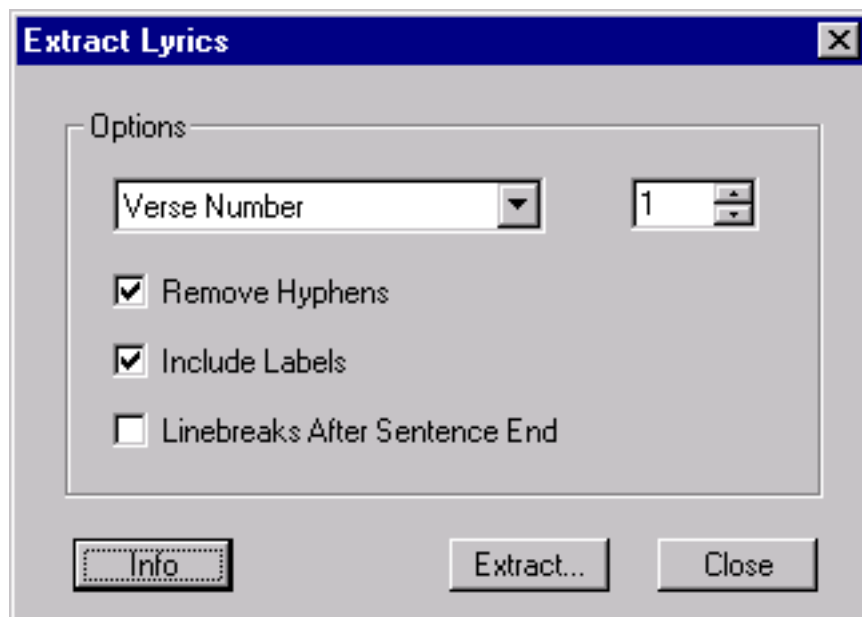 Extract Lyrics
Options
Verse Number 1
Remove Hyphens
Include Labels
Linebreaks After Sentence End
Info Extract... Close